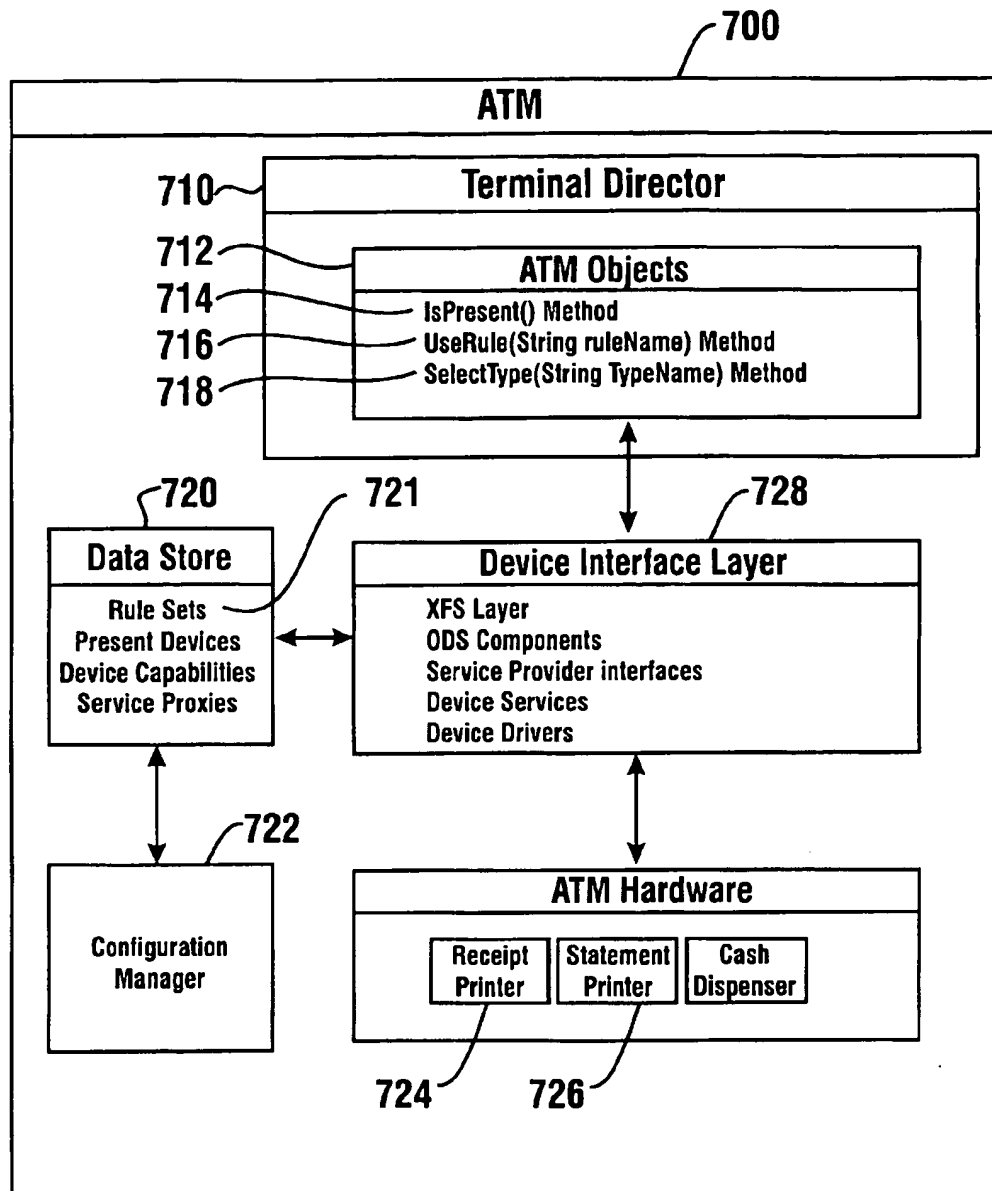 700
ATM
710
Terminal Director
712
ATM Objects
714
IsPresent() Method
716
UseRule(String ruleName) Method
718
SelectType(String TypeName) Method
720
721
728
Data Store
Rule Sets
Present Devices
Device Capabilities
Service Proxies
Device Interface Layer
XFS Layer
ODS Components
Service Provider interfaces
Device Services
Device Drivers
722
Configuration
Manager
ATM Hardware
Receipt
Printer
Statement
Printer
Cash
Dispenser
724
726